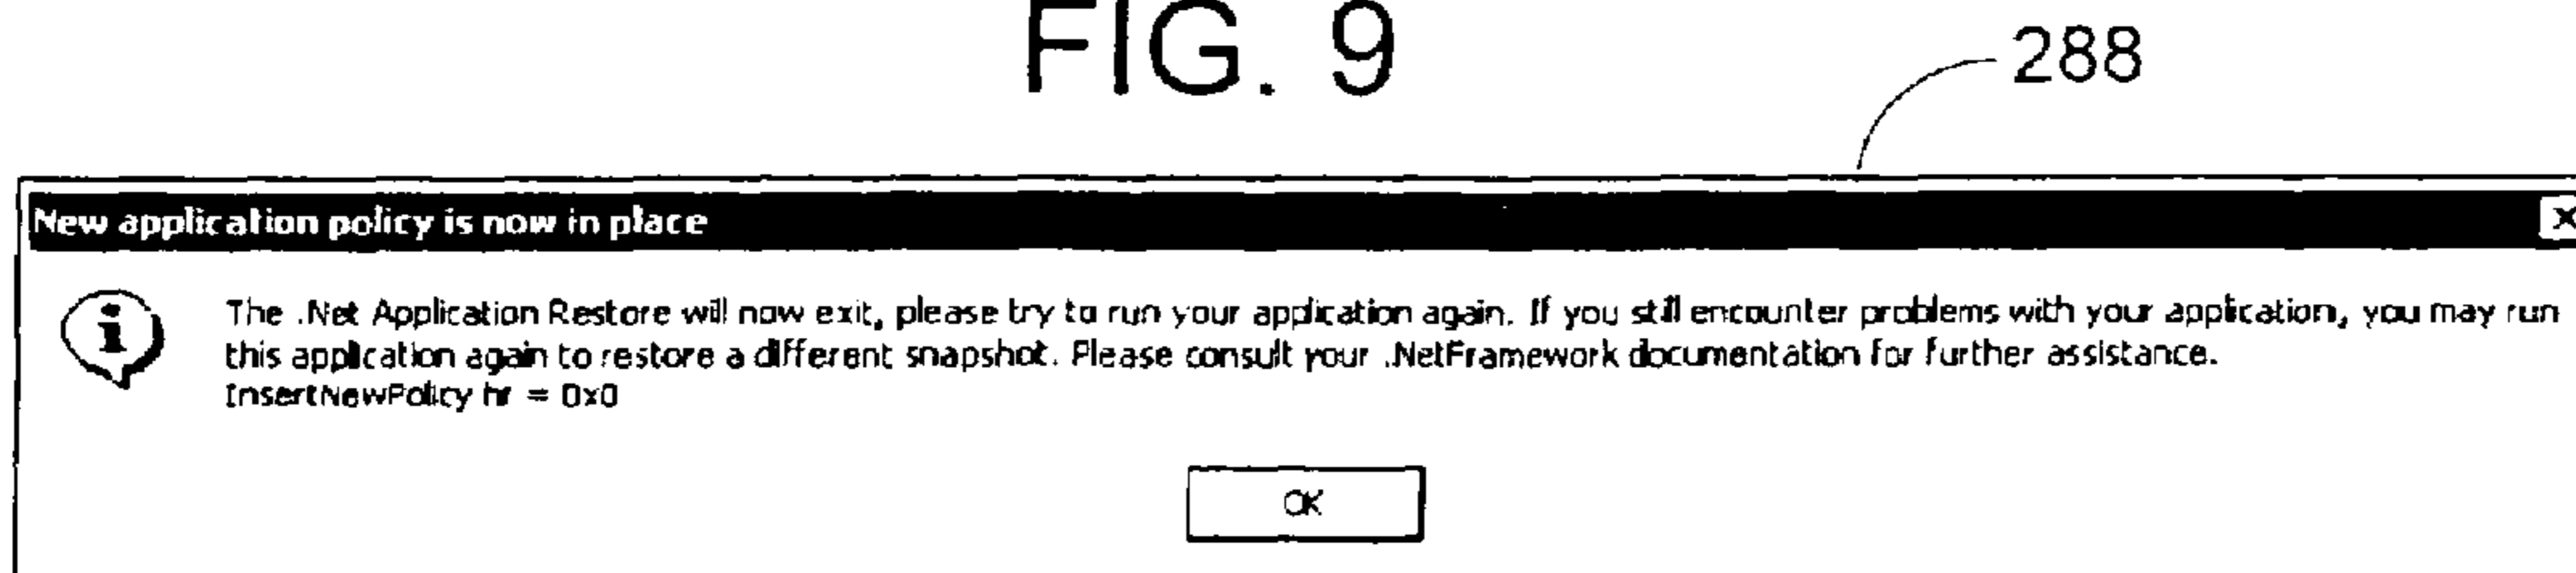 FIG. 9
288
New application policy is now in place
The .Net Application Restore will now exit, please try to run your application again. If you still encounter problems with your application, you may run
this application again to restore a different snapshot. Please consult your .NetFramework documentation for further assistance.
InsertNewPolicy hr = 0x0
OK